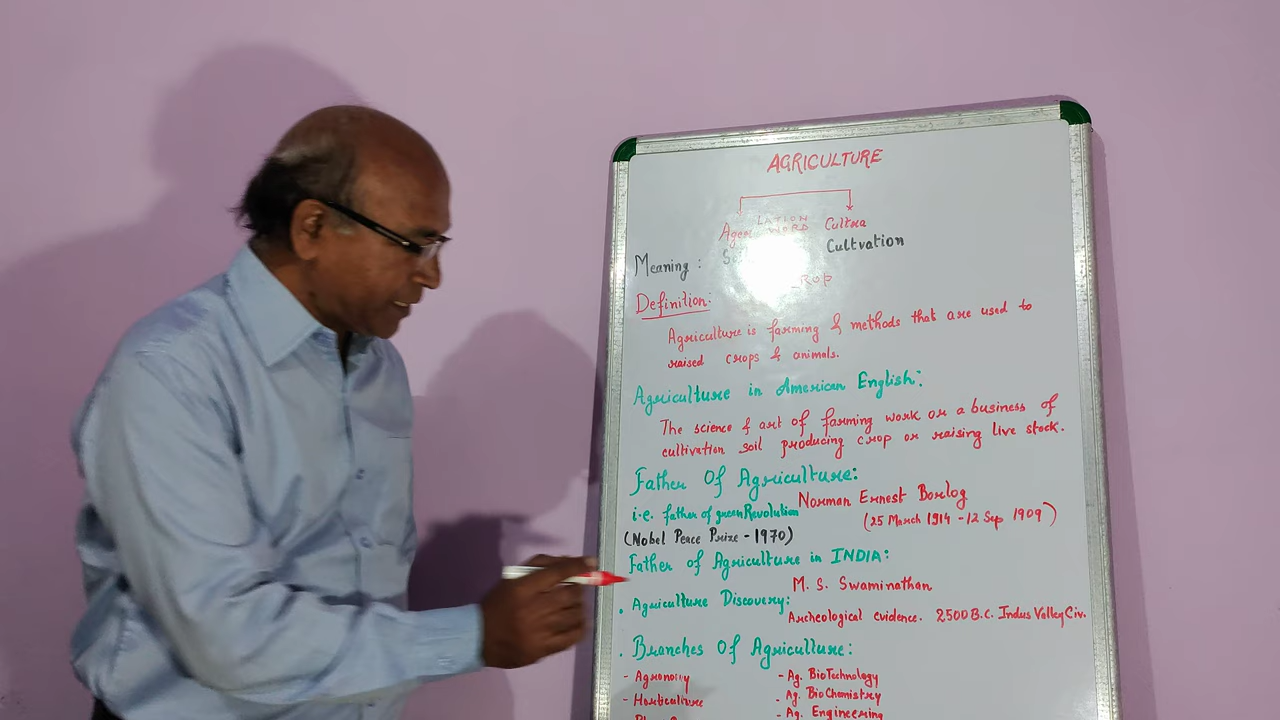 AGRICULTURE
LATION
Ager WORD Cultra
Meaning : Cultvation
Definition:
Agriculture is farming & methods that are used to
raised crops & animals.
Agriculture in American English:
The science & art of farming work or a business of
cultivation soil producing crop or raising live stock.
Father Of Agriculture:
i.e. father of green Revolution Norman Ernest Borlog
(25 March 1914 - 12 Sep 1909)
(Nobel Peace Prize - 1970)
Father of Agriculture in INDIA:
M. S. Swaminathan
. Agriculture Discovery:
Archeological evidence. 2500 B.C. Indus Valley Civ.
. Branches Of Agriculture:
- Agronomy - Ag. BioTechnology
- Horticulture - Ag. BioChemistry
- Ag. Engineering